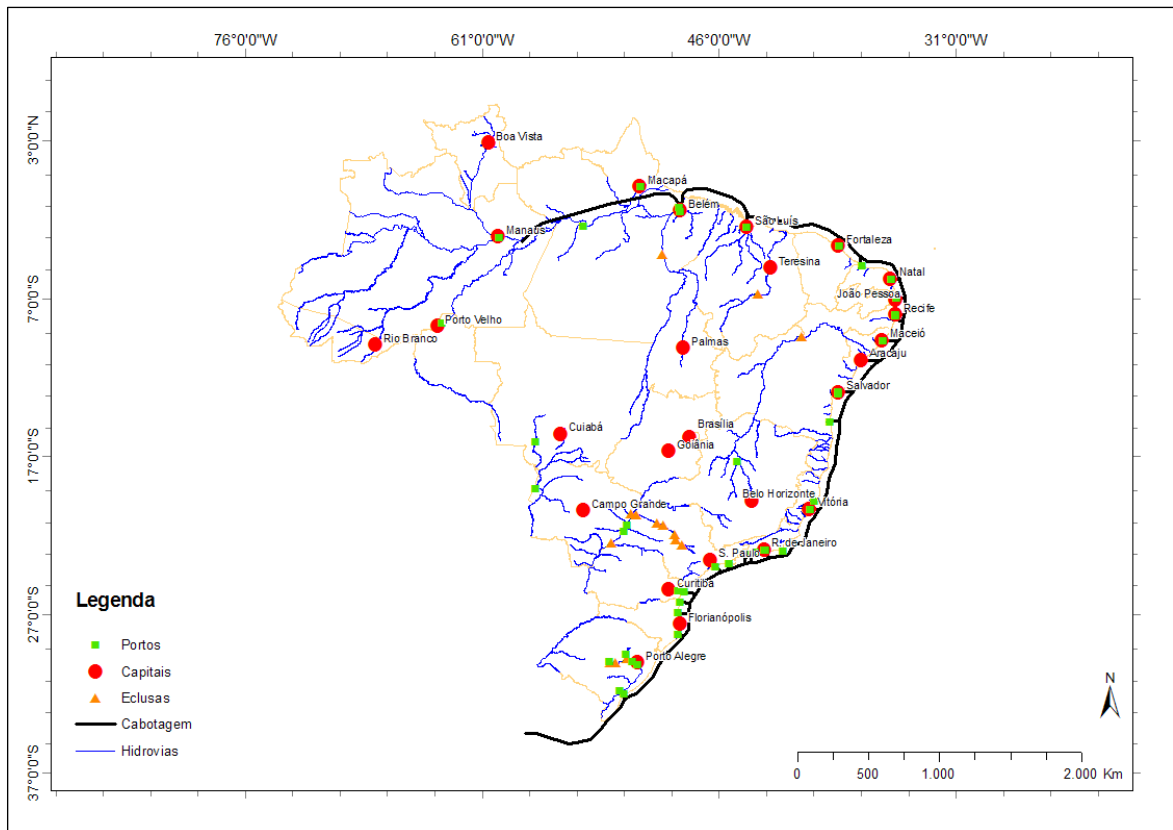 76°0'0"W 61°0'0"W 46°0'0"W 31°0'0"W
3°0'0"N
7°0'0"S
17°0'0"S
27°0'0"S
37°0'0"S
Boa Vista
Macapá
Belém
Manaus
São Luís
Fortaleza
Teresina
Natal
João Pessoa
Recife
Porto Velho
Maceió
Rio Branco
Palmas
Aracaju
Salvador
Cuiabá
Brasília
Goiânia
Belo Horizonte
Campo Grande
Vitória
R. de Janeiro
S. Paulo
Curitiba
Florianópolis
Porto Alegre
Legenda
Portos
Capitais
Eclusas
Cabotagem
Hidrovias
N
0 500 1.000 2.000 Km